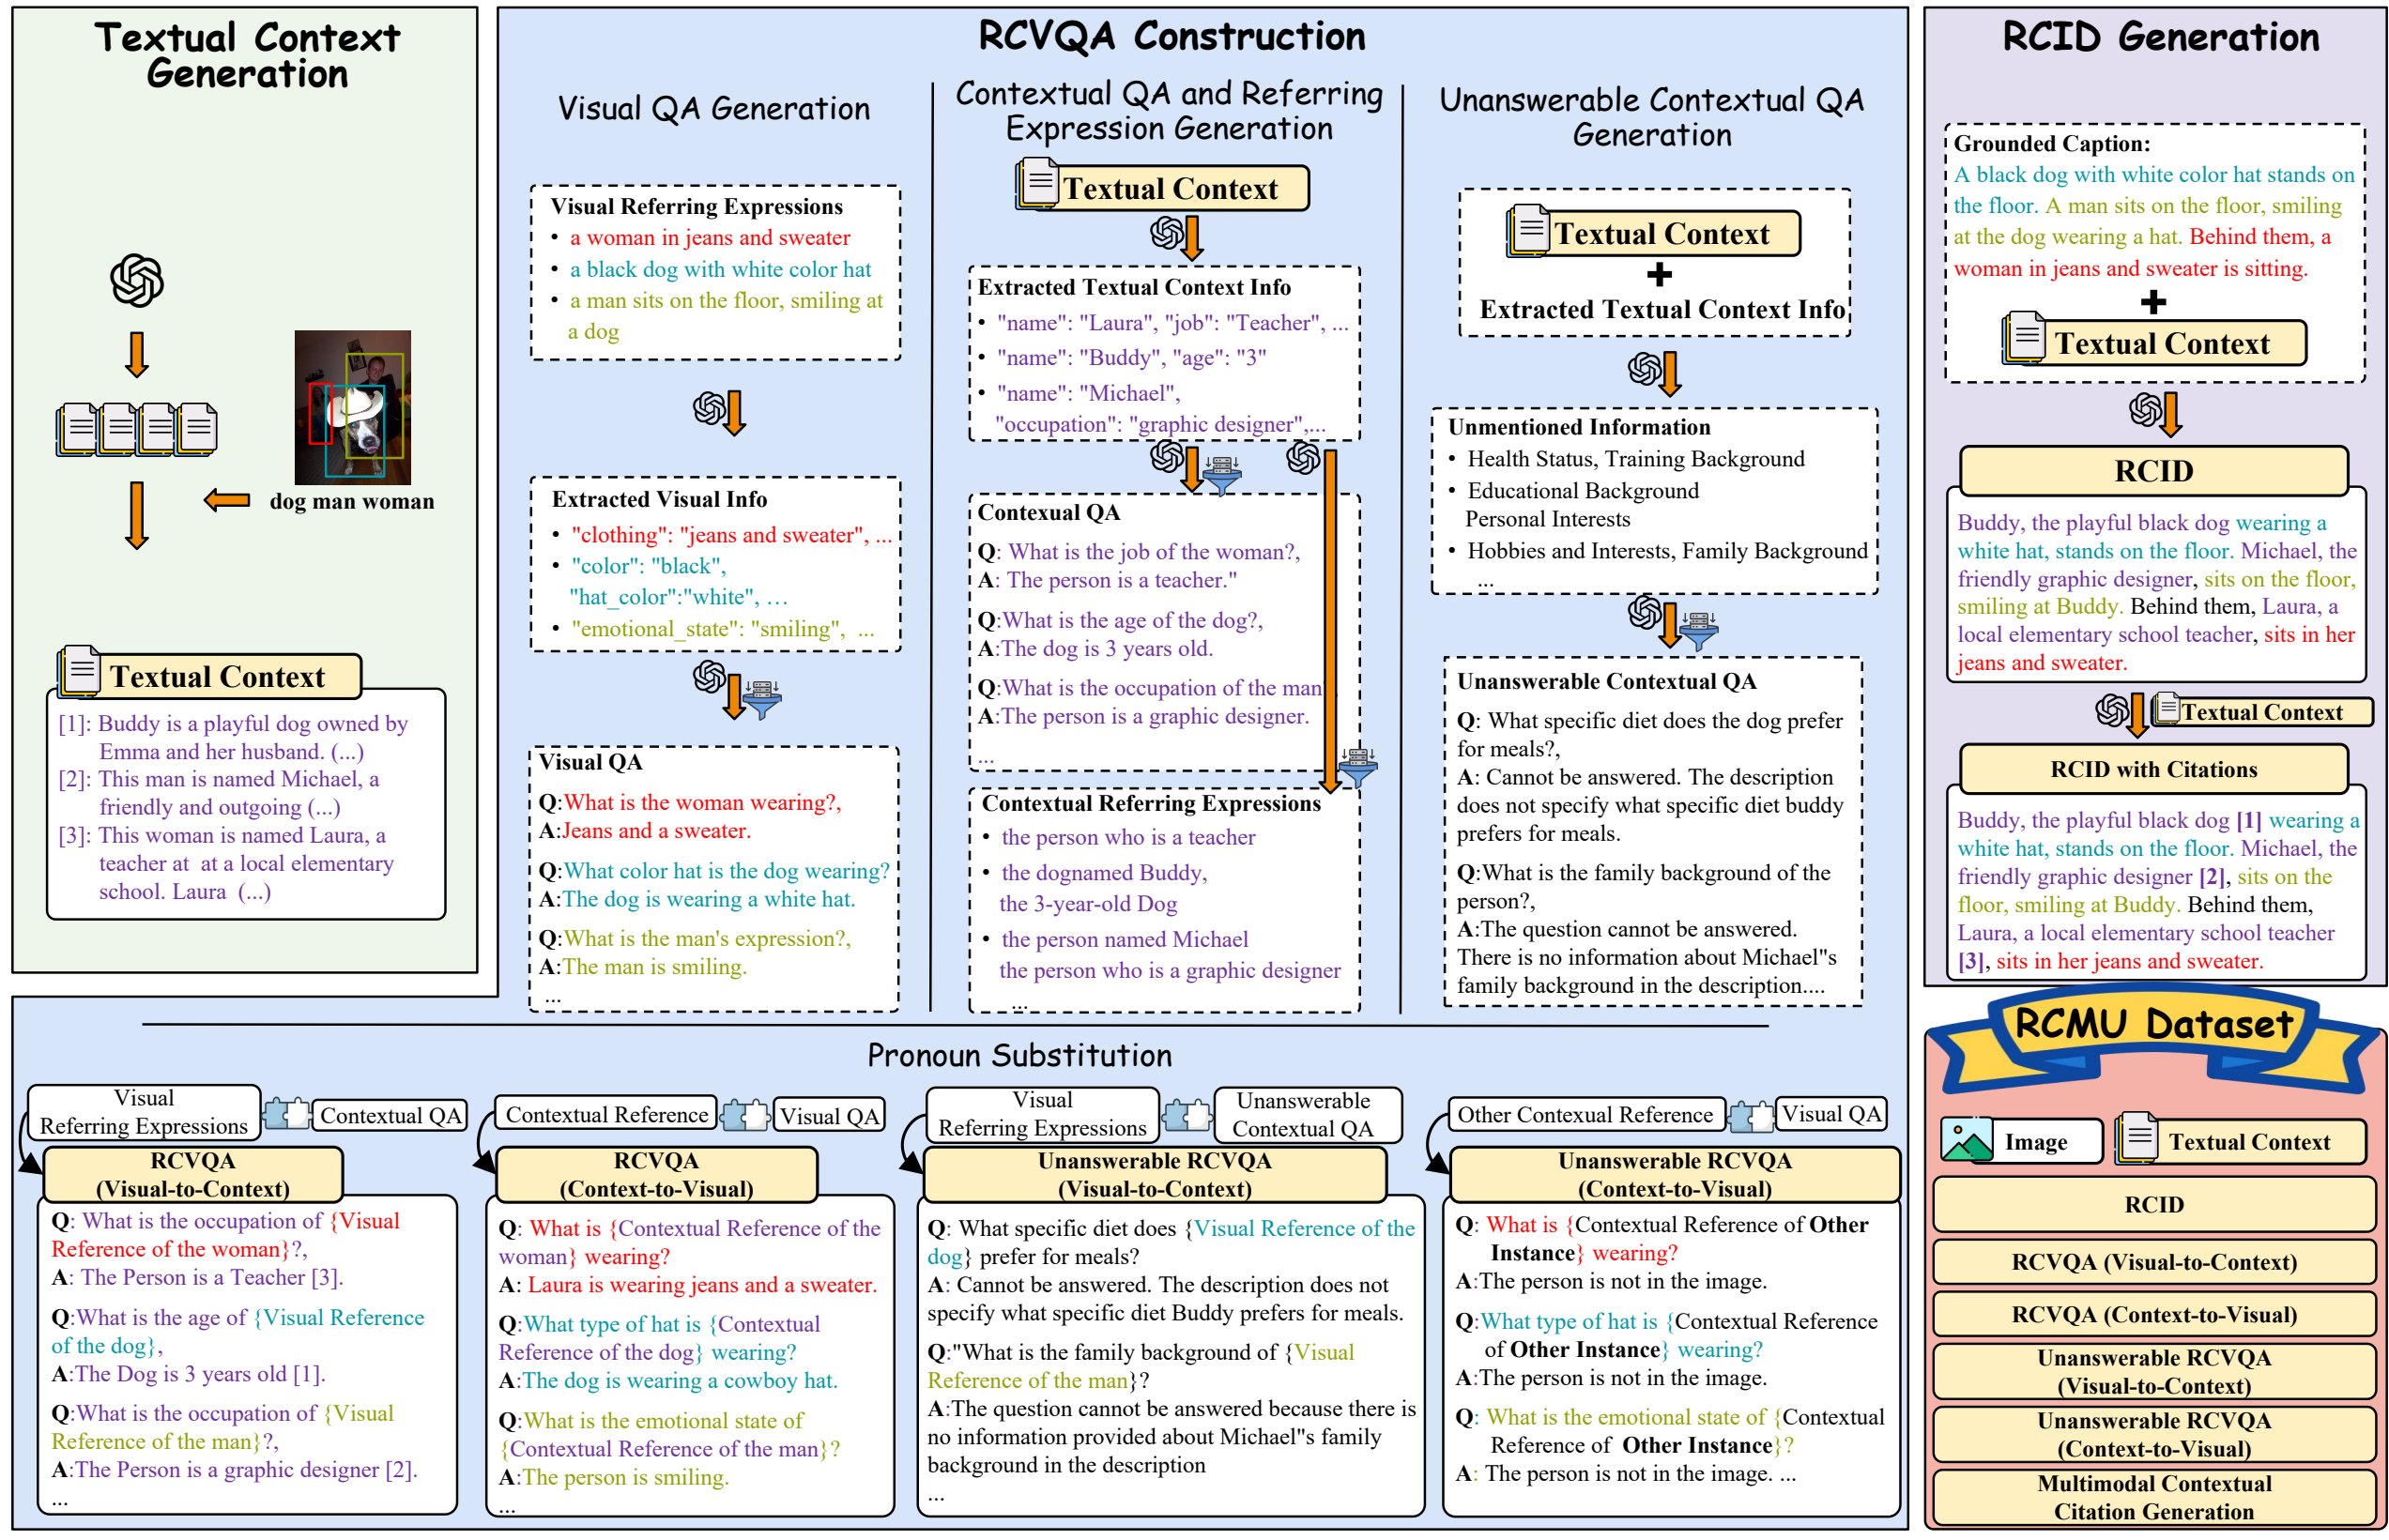 Textual Context
Generation
dog man woman
Textual Context
[1]: Buddy is a playful dog owned by
Emma and her husband. (...)
[2]: This man is named Michael, a
friendly and outgoing (...)
[3]: This woman is named Laura, a
teacher at  at a local elementary
school. Laura  (...)
RCVQA Construction
Visual QA Generation
Visual Referring Expressions
• a woman in jeans and sweater
• a black dog with white color hat
• a man sits on the floor, smiling at
a dog
Extracted Visual Info
• "clothing": "jeans and sweater", ...
• "color": "black",
"hat_color":"white", ...
• "emotional_state": "smiling",  ...
Visual QA
Q:What is the woman wearing?,
A:Jeans and a sweater.
Q:What color hat is the dog wearing?
A:The dog is wearing a white hat.
Q:What is the man's expression?,
A:The man is smiling.
...
Contextual QA and Referring
Expression Generation
Textual Context
Extracted Textual Context Info
• "name": "Laura", "job": "Teacher", ...
• "name": "Buddy", "age": "3"
• "name": "Michael",
"occupation": "graphic designer",...
Contexual QA
Q: What is the job of the woman?,
A: The person is a teacher."
Q:What is the age of the dog?,
A:The dog is 3 years old.
Q:What is the occupation of the man
A:The person is a graphic designer.
...
Contextual Referring Expressions
• the person who is a teacher
• the dognamed Buddy,
the 3-year-old Dog
• the person named Michael
the person who is a graphic designer
...
Unanswerable Contextual QA
Generation
Textual Context
+
Extracted Textual Context Info
Unmentioned Information
• Health Status, Training Background
• Educational Background
Personal Interests
• Hobbies and Interests, Family Background
...
Unanswerable Contextual QA
Q: What specific diet does the dog prefer
for meals?,
A: Cannot be answered. The description
does not specify what specific diet buddy
prefers for meals.
Q:What is the family background of the
person?,
A:The question cannot be answered.
There is no information about Michael"s
family background in the description....
Pronoun Substitution
Visual
Referring Expressions
Contextual QA
RCVQA
(Visual-to-Context)
Q: What is the occupation of {Visual
Reference of the woman}?,
A: The Person is a Teacher [3].
Q:What is the age of {Visual Reference
of the dog},
A:The Dog is 3 years old [1].
Q:What is the occupation of {Visual
Reference of the man}?,
A:The Person is a graphic designer [2].
...
Contextual Reference
Visual QA
RCVQA
(Context-to-Visual)
Q: What is {Contextual Reference of the
woman} wearing?
A: Laura is wearing jeans and a sweater.
Q:What type of hat is {Contextual
Reference of the dog} wearing?
A:The dog is wearing a cowboy hat.
Q:What is the emotional state of
{Contextual Reference of the man}?
A:The person is smiling.
...
Visual
Referring Expressions
Unanswerable
Contextual QA
Unanswerable RCVQA
(Visual-to-Context)
Q: What specific diet does {Visual Reference of the
dog} prefer for meals?
A: Cannot be answered. The description does not
specify what specific diet Buddy prefers for meals.
Q:"What is the family background of {Visual
Reference of the man}?
A:The question cannot be answered because there is
no information provided about Michael"s family
background in the description
...
Other Contexual Reference
Visual QA
Unanswerable RCVQA
(Context-to-Visual)
Q: What is {Contextual Reference of Other
Instance} wearing?
A:The person is not in the image.
Q:What type of hat is {Contextual Reference
of Other Instance} wearing?
A:The person is not in the image.
Q: What is the emotional state of {Contextual
Reference of  Other Instance}?
A: The person is not in the image. ...
RCID Generation
Grounded Caption:
A black dog with white color hat stands on
the floor. A man sits on the floor, smiling
at the dog wearing a hat. Behind them, a
woman in jeans and sweater is sitting.
+
Textual Context
RCID
Buddy, the playful black dog wearing a
white hat, stands on the floor. Michael, the
friendly graphic designer, sits on the floor,
smiling at Buddy. Behind them, Laura, a
local elementary school teacher, sits in her
jeans and sweater.
Textual Context
RCID with Citations
Buddy, the playful black dog [1] wearing a
white hat, stands on the floor. Michael, the
friendly graphic designer [2], sits on the
floor, smiling at Buddy. Behind them,
Laura, a local elementary school teacher
[3], sits in her jeans and sweater.
RCMU Dataset
Image
Textual Context
RCID
RCVQA (Visual-to-Context)
RCVQA (Context-to-Visual)
Unanswerable RCVQA
(Visual-to-Context)
Unanswerable RCVQA
(Context-to-Visual)
Multimodal Contextual
Citation Generation